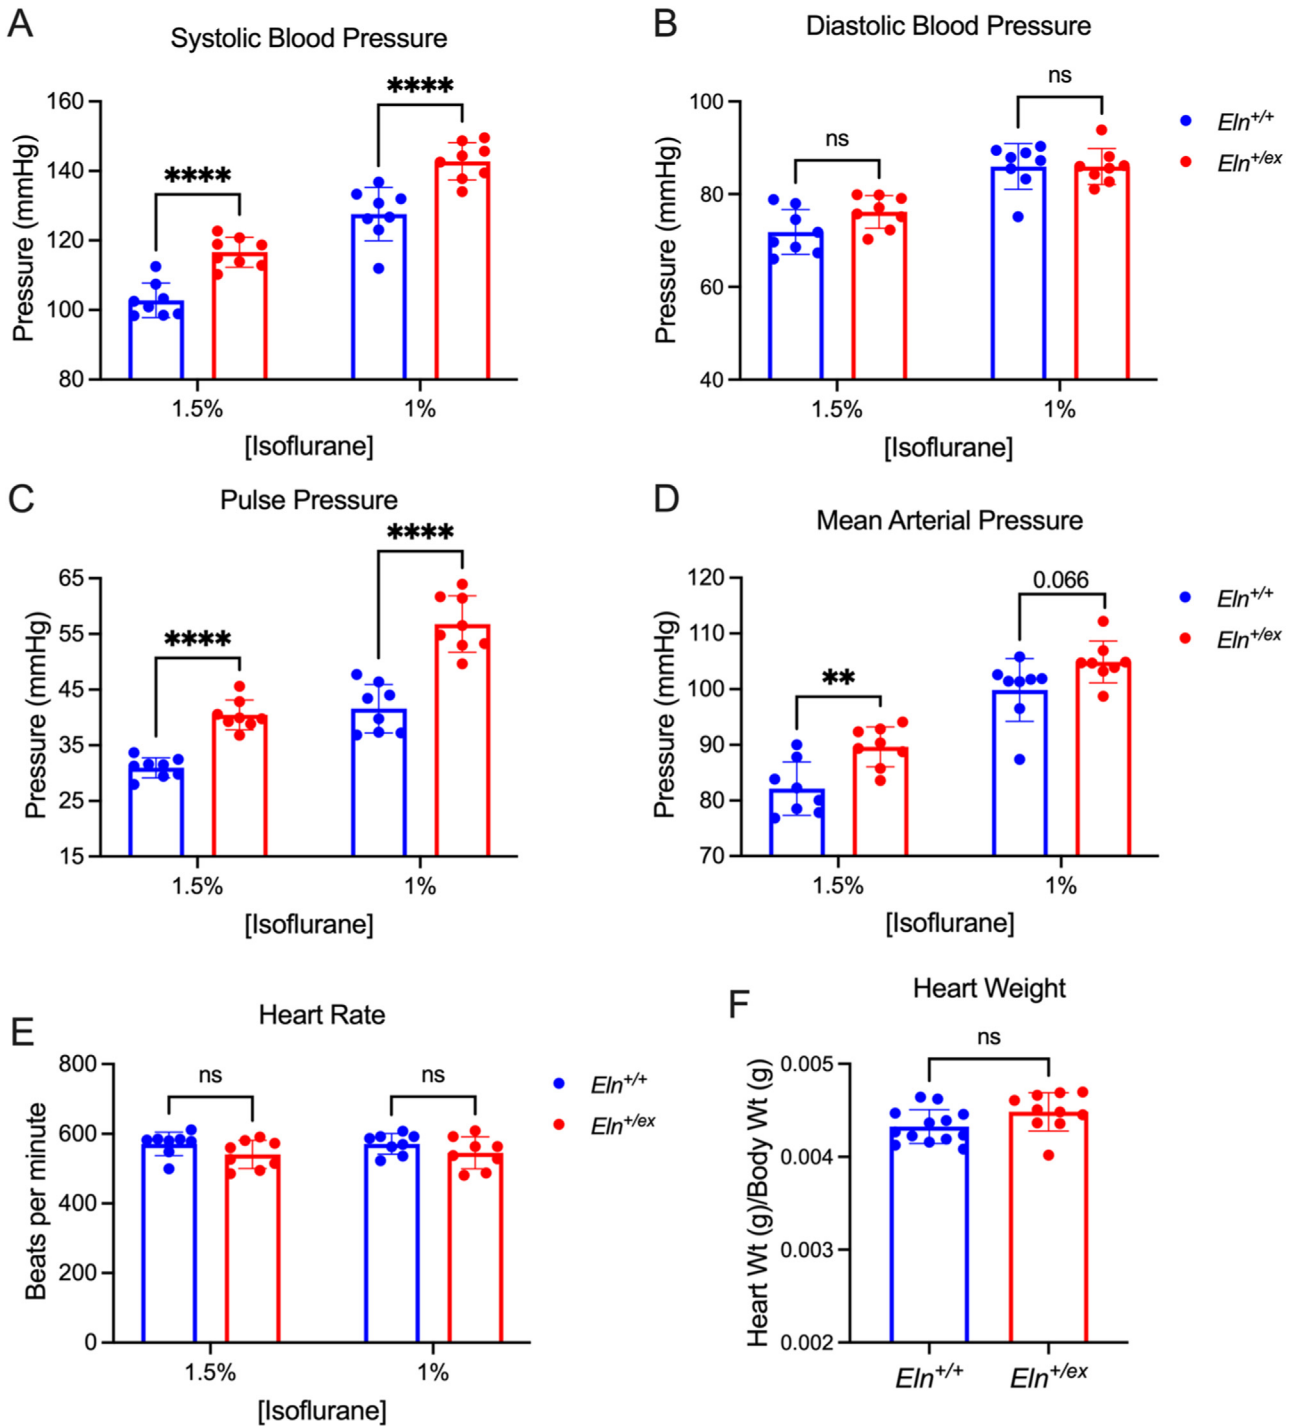 A
Systolic Blood Pressure
Pressure (mmHg)
160
140
120
100
80
****
****
1.5%
1%
[Isoflurane]
B
Diastolic Blood Pressure
Pressure (mmHg)
100
80
60
40
ns
ns
1.5%
1%
[Isoflurane]
Eln+/+
Eln+/ex
C
Pulse Pressure
Pressure (mmHg)
65
55
45
35
25
15
****
****
1.5%
1%
[Isoflurane]
D
Mean Arterial Pressure
Pressure (mmHg)
120
110
100
90
80
70
**
0.066
1.5%
1%
[Isoflurane]
Eln+/+
Eln+/ex
E
Heart Rate
Beats per minute
800
600
400
200
0
ns
ns
1.5%
1%
[Isoflurane]
Eln+/+
Eln+/ex
F
Heart Weight
Heart Wt (g)/Body Wt (g)
0.005
0.004
0.003
0.002
ns
Eln+/+
Eln+/ex